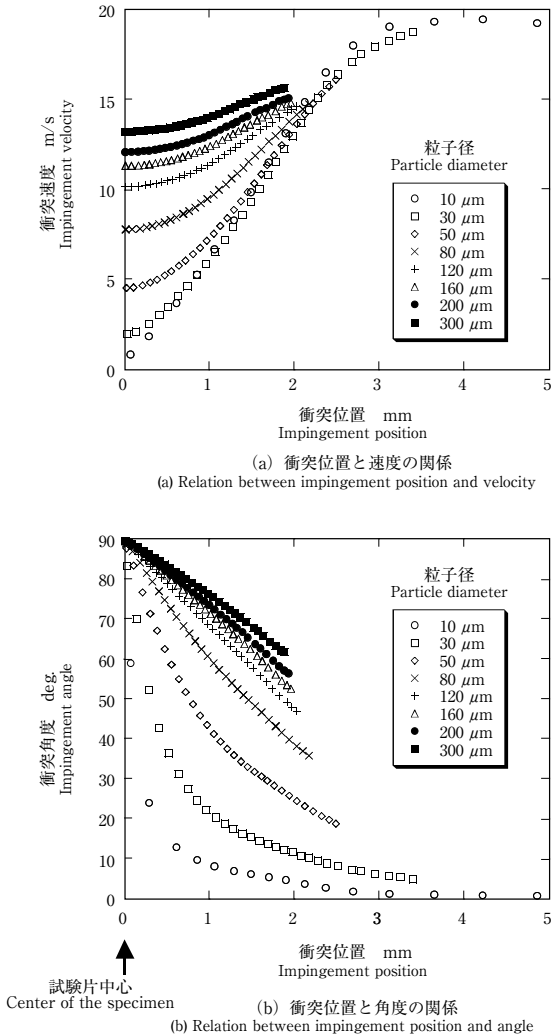 20
15
10
5
0
衝突速度　m/s
Impingement velocity
粒子径
Particle diameter
10 μm
30 μm
50 μm
80 μm
120 μm
160 μm
200 μm
300 μm
0 1 2 3 4 5
衝突位置　mm
Impingement position
(a) 衝突位置と速度の関係
(a) Relation between impingement position and velocity
90
80
70
60
50
40
30
20
10
0
衝突角度　deg.
Impingement angle
粒子径
Particle diameter
10 μm
30 μm
50 μm
80 μm
120 μm
160 μm
200 μm
300 μm
0 1 2 3 4 5
衝突位置　mm
Impingement position
試験片中心
Center of the specimen
(b) 衝突位置と角度の関係
(b) Relation between impingement position and angle